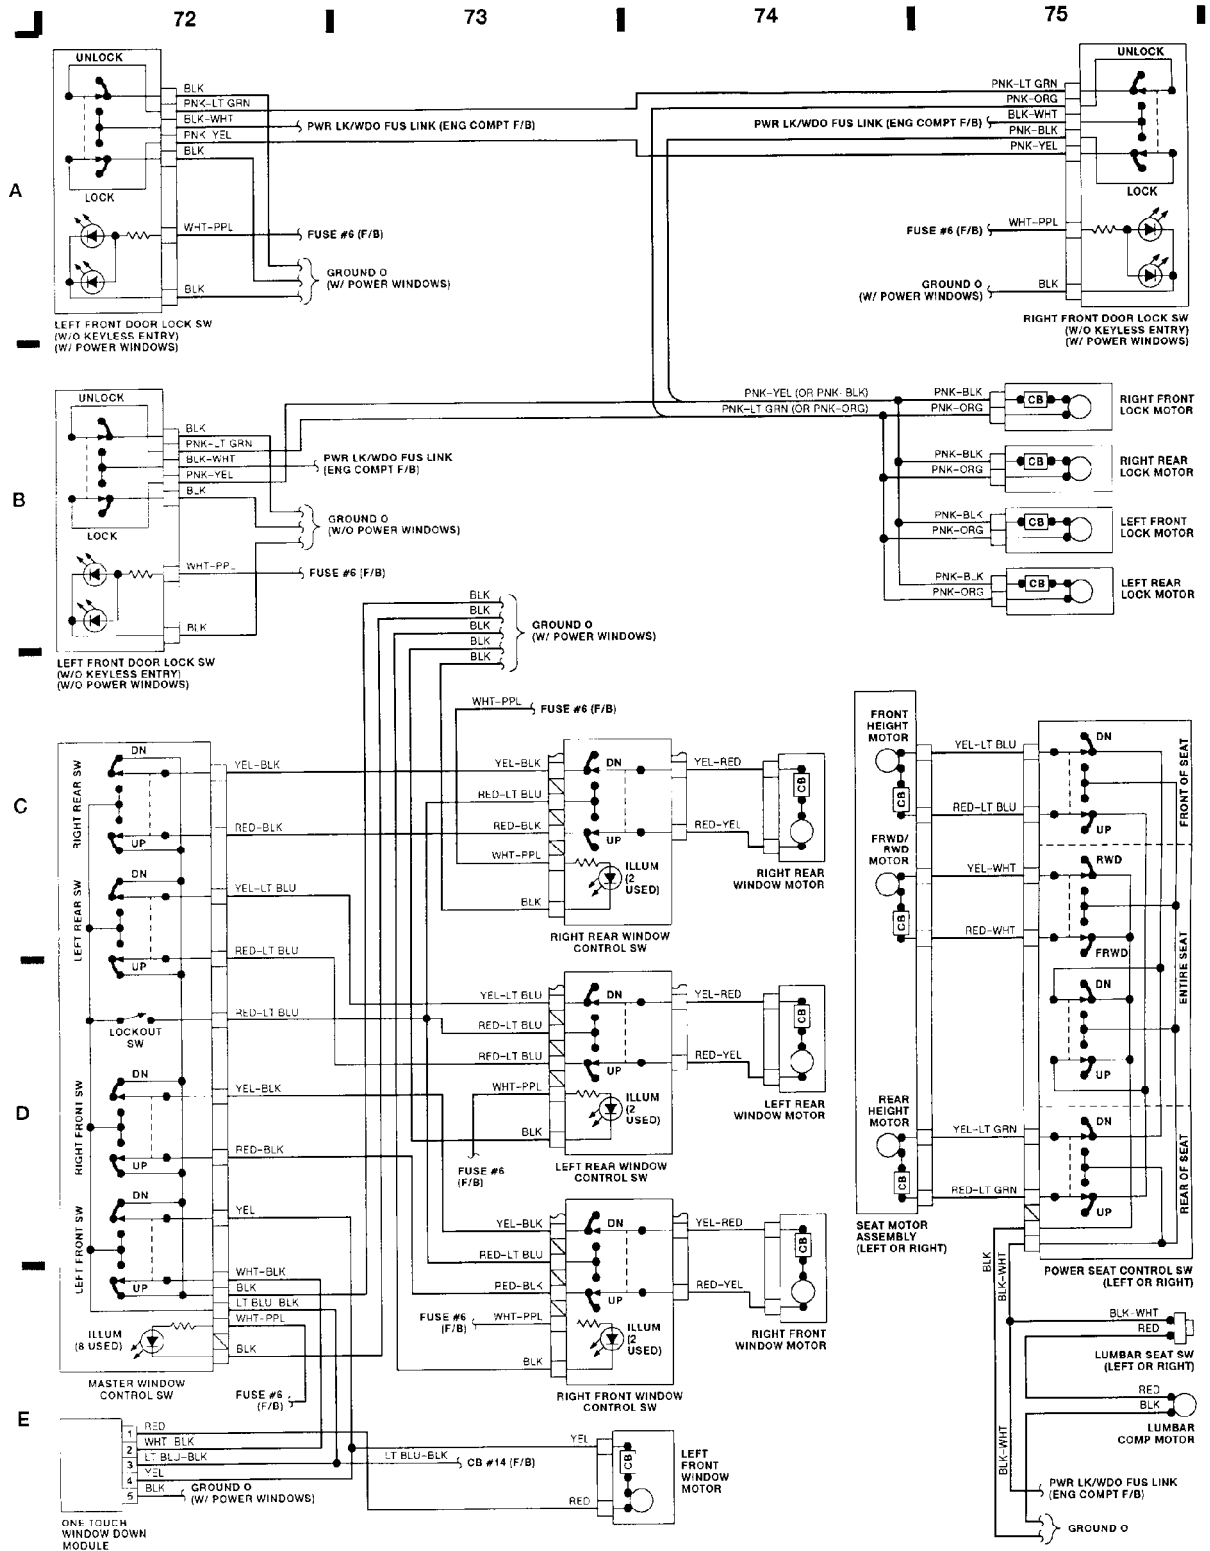 72 73 74 75
A
UNLOCK
BLK
PNK-LT GRN
BLK-WHT
PNK YEL
BLK
PWR LK/WDO FUS LINK (ENG COMPT F/B)
LOCK
WHT-PPL
FUSE #6 (F/B)
GROUND O
(W/ POWER WINDOWS)
BLK
LEFT FRONT DOOR LOCK SW
(W/O KEYLESS ENTRY)
(W/ POWER WINDOWS)
UNLOCK
PNK-LT GRN
PNK-ORG
BLK-WHT
PNK-BLK
PNK-YEL
PWR LK/WDO FUS LINK (ENG COMPT F/B)
LOCK
FUSE #6 (F/B)
WHT-PPL
GROUND O
(W/ POWER WINDOWS)
BLK
RIGHT FRONT DOOR LOCK SW
(W/O KEYLESS ENTRY)
(W/ POWER WINDOWS)
B
UNLOCK
BLK
PNK-LT GRN
BLK-WHT
PNK-YEL
BLK
PWR LK/WDO FUS LINK
(ENG COMPT F/B)
LOCK
GROUND O
(W/O POWER WINDOWS)
WHT-PPL
FUSE #6 (F/B)
BLK
LEFT FRONT DOOR LOCK SW
(W/O KEYLESS ENTRY)
(W/O POWER WINDOWS)
PNK-YEL (OR PNK-BLK)
PNK-LT GRN (OR PNK-ORG)
PNK-BLK
PNK-ORG
CB
RIGHT FRONT
LOCK MOTOR
PNK-BLK
PNK-ORG
CB
RIGHT REAR
LOCK MOTOR
PNK-BLK
PNK-ORG
CB
LEFT FRONT
LOCK MOTOR
PNK-BLK
PNK-ORG
CB
LEFT REAR
LOCK MOTOR
BLK
BLK
BLK
BLK
BLK
GROUND O
(W/ POWER WINDOWS)
WHT-PPL
FUSE #6 (F/B)
C
RIGHT REAR SW
DN
YEL-BLK
UP
RED-BLK
LEFT REAR SW
DN
YEL-LT BLU
UP
RED-LT BLU
LOCKOUT
SW
RED-LT BLU
D
RIGHT FRONT SW
DN
YEL-BLK
UP
RED-BLK
LEFT FRONT SW
DN
YEL
UP
WHT-BLK
BLK
LT BLU BLK
WHT-PPL
ILLUM
(8 USED)
BLK
MASTER WINDOW
CONTROL SW
FUSE #6
(F/B)
YEL-BLK
RED-LT BLU
RED-BLK
WHT-PPL
BLK
DN
UP
ILLUM
(2
USED)
RIGHT REAR WINDOW
CONTROL SW
YEL-RED
RED-YEL
CB
RIGHT REAR
WINDOW MOTOR
YEL-LT BLU
RED-LT BLU
RED-LT BLU
WHT-PPL
BLK
DN
UP
ILLUM
(2
USED)
FUSE #6
(F/B)
LEFT REAR WINDOW
CONTROL SW
YEL-RED
RED-YEL
CB
LEFT REAR
WINDOW MOTOR
YEL-BLK
RED-LT BLU
RED-BLK
FUSE #6
(F/B)
WHT-PPL
BLK
DN
UP
ILLUM
(2
USED)
RIGHT FRONT WINDOW
CONTROL SW
YEL-RED
RED-YEL
CB
RIGHT FRONT
WINDOW MOTOR
FRONT
HEIGHT
MOTOR
CB
YEL-LT BLU
RED-LT BLU
DN
UP
FRONT OF SEAT
FRWD/
RWD
MOTOR
CB
YEL-WHT
RED-WHT
RWD
FRWD
ENTIRE SEAT
DN
UP
REAR
HEIGHT
MOTOR
CB
YEL-LT GRN
RED-LT GRN
DN
UP
REAR OF SEAT
SEAT MOTOR
ASSEMBLY
(LEFT OR RIGHT)
BLK
BLK-WHT
POWER SEAT CONTROL SW
(LEFT OR RIGHT)
BLK-WHT
RED
LUMBAR SEAT SW
(LEFT OR RIGHT)
RED
BLK
LUMBAR
COMP MOTOR
BLK-WHT
PWR LK/WDO FUS LINK
(ENG COMPT F/B)
GROUND O
E
1 RED
2 WHT BLK
3 LT BLU-BLK
4 YEL
5 BLK
GROUND O
(W/ POWER WINDOWS)
ONE TOUCH
WINDOW DOWN
MODULE
LT BLU-BLK
CB #14 (F/B)
YEL
RED
CB
LEFT
FRONT
WINDOW
MOTOR